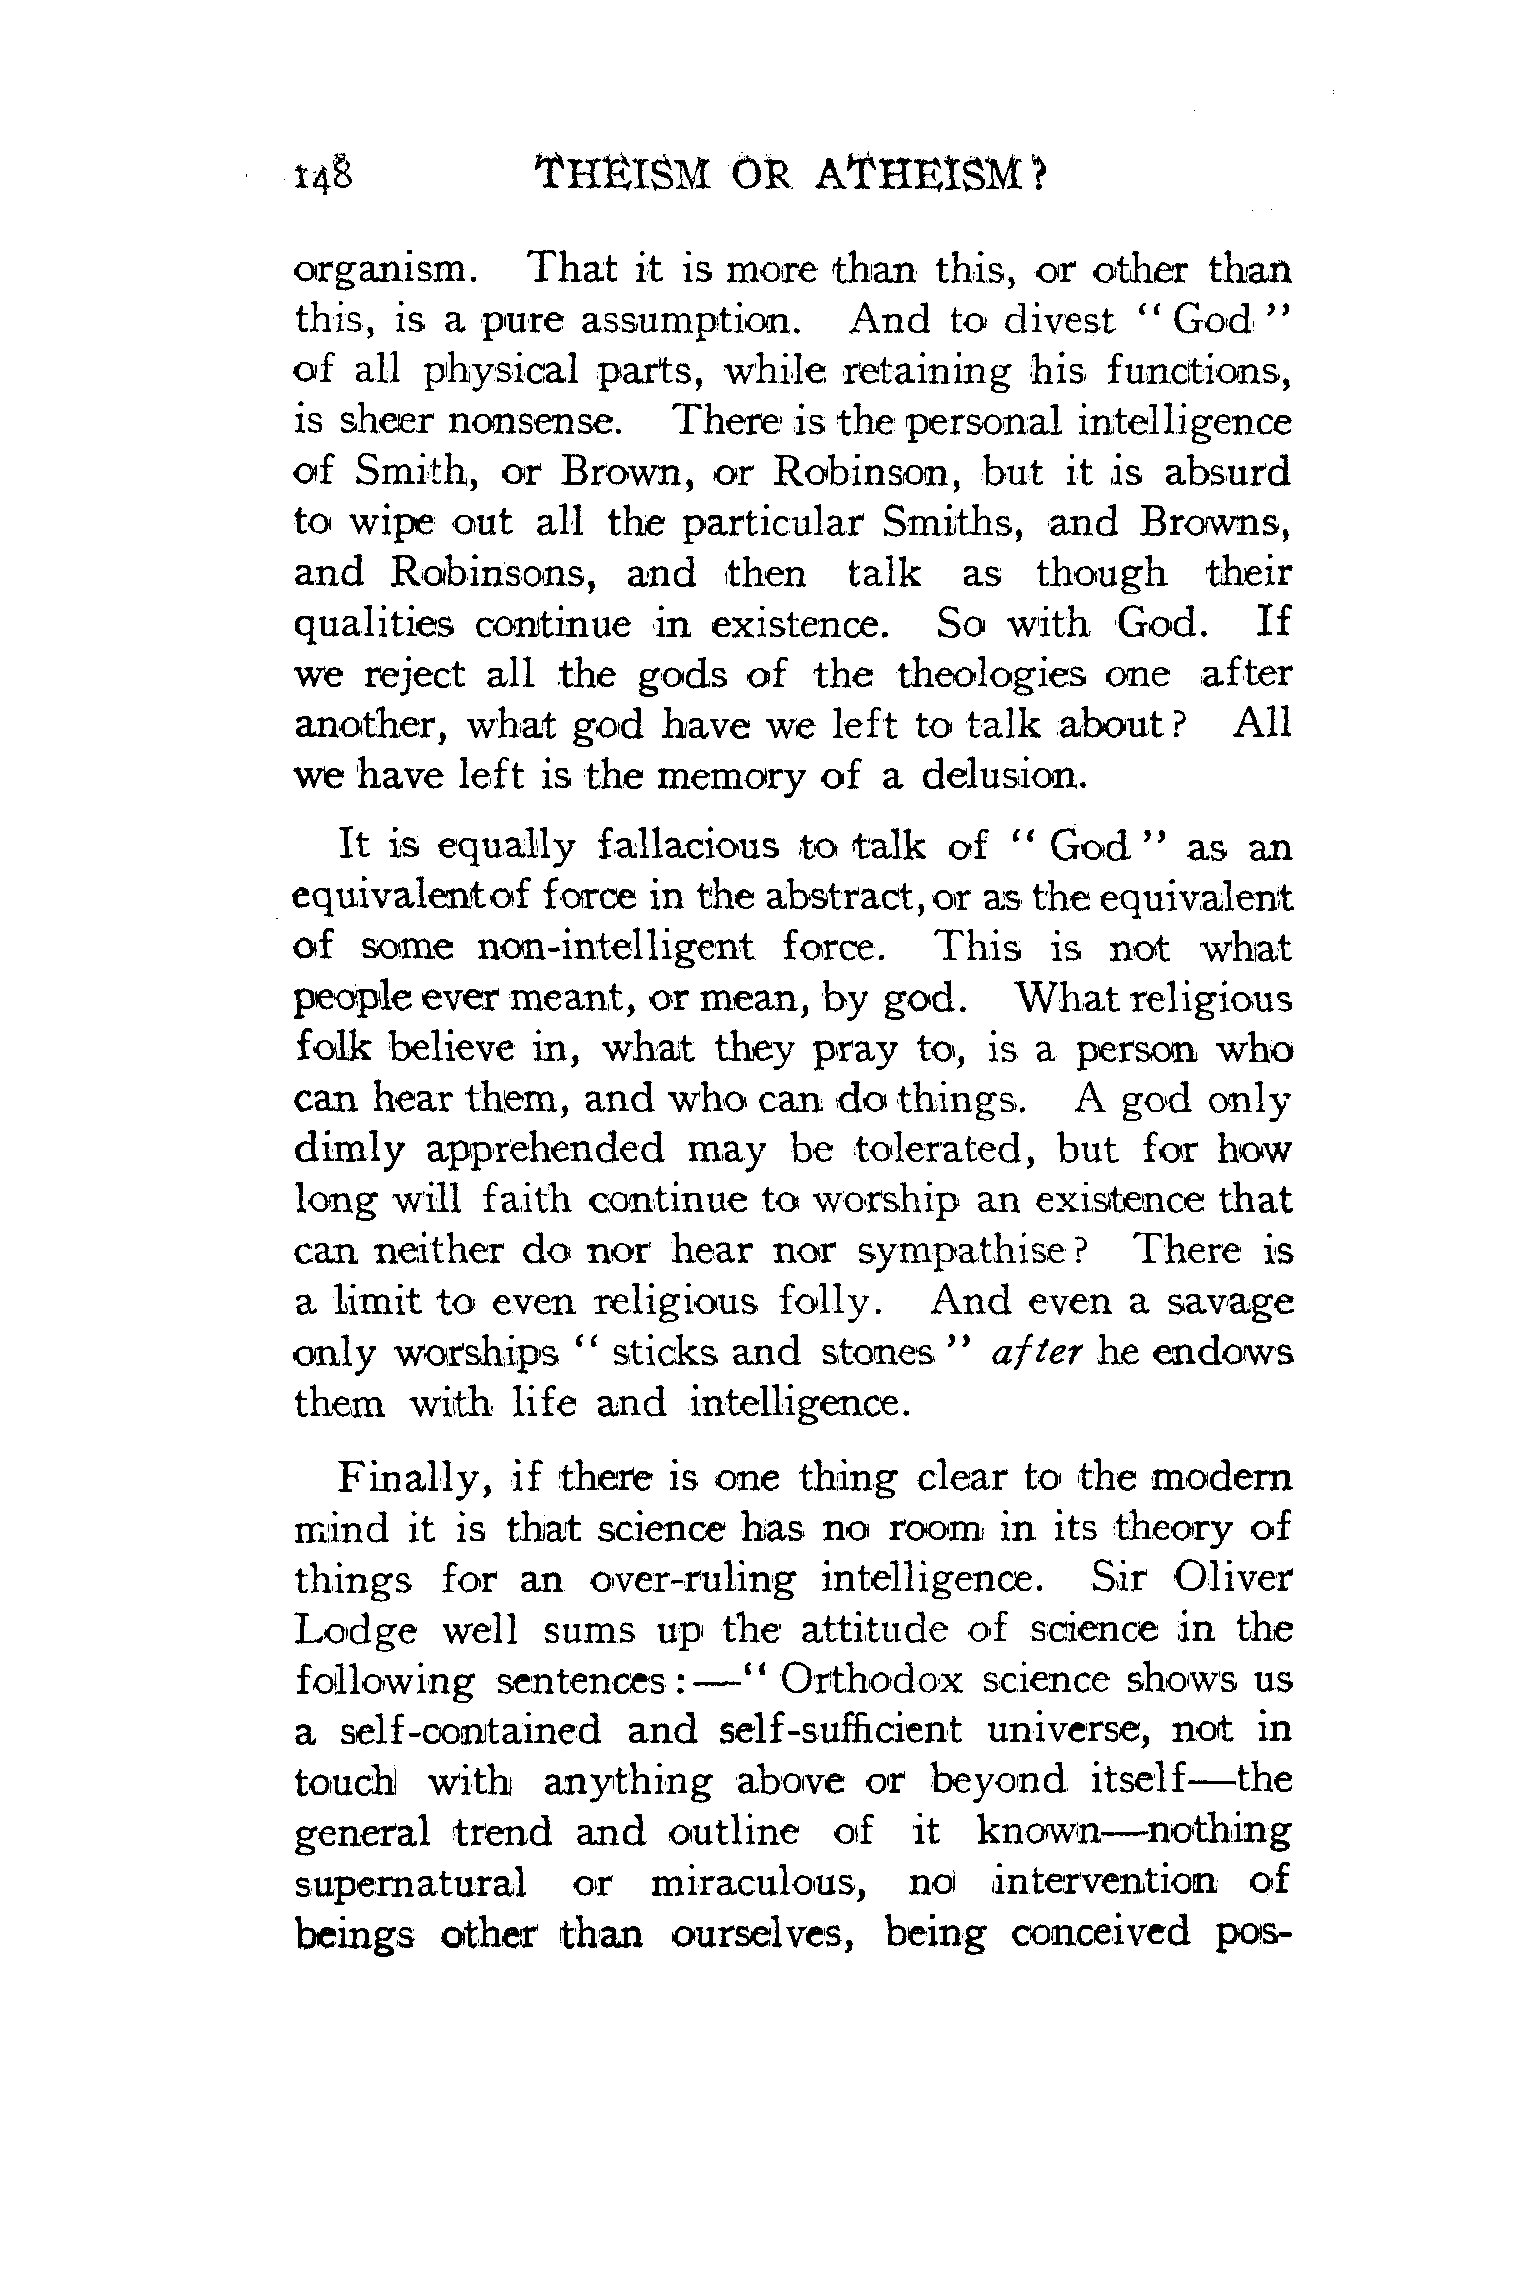 148 THEISM OR ATHEISM?
organism. That it is more than this, or other than
this, is a pure assumption. And to divest “ God ”
of all physical parts, while retaining his functions,
is sheer nonsense. There is the personal intelligence
of Smith, or Brown, or Robinson, but it is absurd
to wipe out all the particular Smiths, and Browns,
and Robinsons, and then talk as though their
qualities continue in existence. So with God. If
we reject all the gods of the theologies one after
another, what god have we left to talk about? All
we have left is the memory of a delusion.
It is equally fallacious to talk of “ God ” as an
equivalent of force in the abstract, or as the equivalent
of some non-intelligent force. This is not what
people ever meant, or mean, by god. What religious
folk believe in, what they pray to, is a person who
can hear them, and who can do things. A god only
dimly apprehended may be tolerated, but for how
long will faith continue to worship an existence that
can neither do nor hear nor sympathise? There is
a limit to even religious folly. And even a savage
only worships “ sticks and stones ” after he endows
them with life and intelligence.
Finally, if there is one thing clear to the modern
mind it is that science has no room in its theory of
things for an over-ruling intelligence. Sir Oliver
Lodge well sums up the attitude of science in the
following sentences:—“ Orthodox science shows us
a self-contained and self-sufficient universe, not in
touch with anything above or beyond itself—the
general trend and outline of it known—nothing
supernatural or miraculous, no intervention of
beings other than ourselves, being conceived pos-